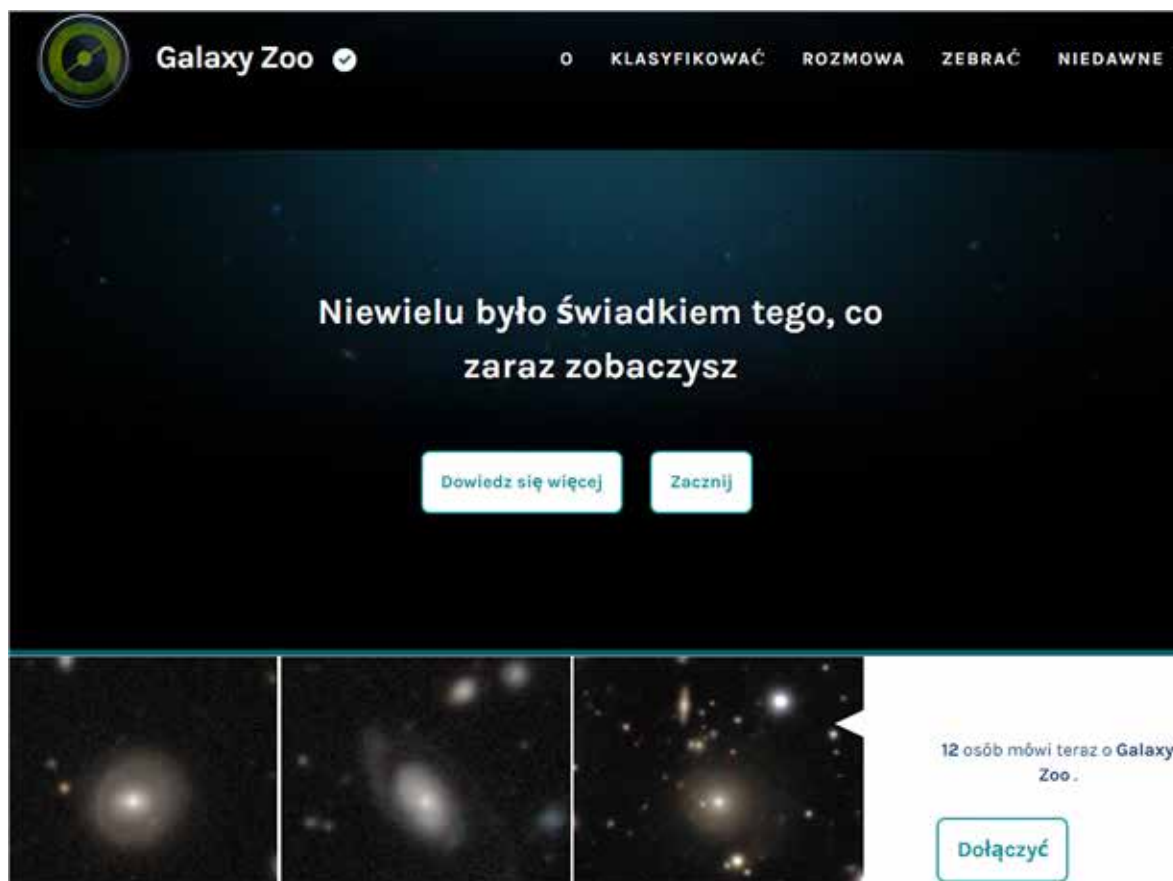 Galaxy Zoo
O KLASYFIKOWAĆ ROZMOWA ZEBRAĆ NIEDAWNE
Niewielu było świadkiem tego, co
zaraz zobaczysz
Dowiedz się więcej
Zacznij
12 osób mówi teraz o Galaxy
Zoo .
Dołączyć